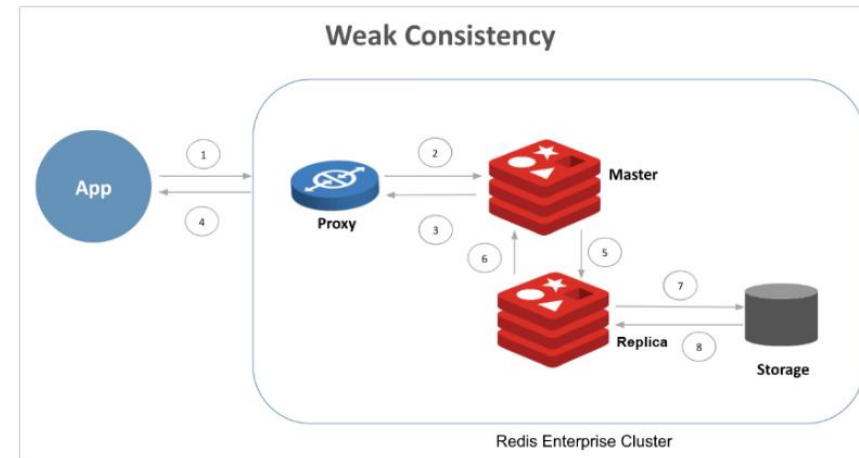 Weak Consistency
1
2
App
Master
4
Proxy
3
6
5
7
Replica
8
Storage
Redis Enterprise Cluster